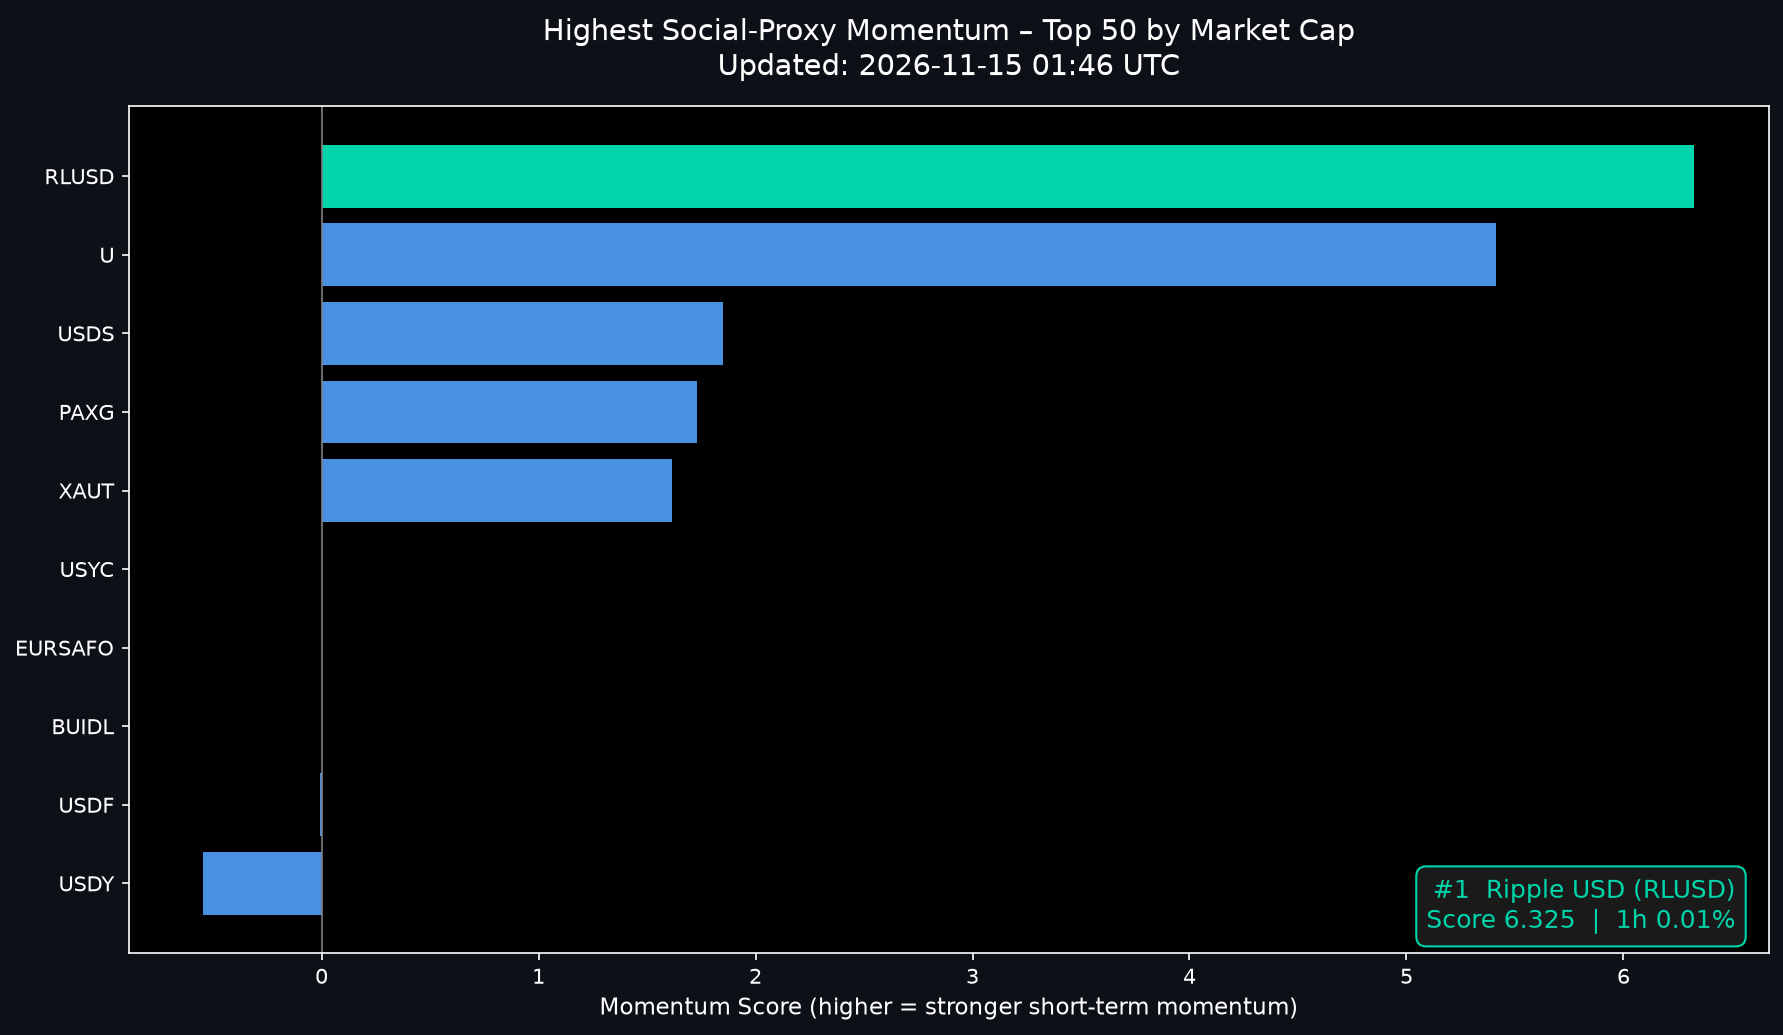 Highest Social-Proxy Momentum – Top 50 by Market Cap
Updated: 2026-11-15 01:46 UTC
RLUSD
U
USDS
PAXG
XAUT
USYC
EURSAFO
BUIDL
USDF
USDY
#1  Ripple USD (RLUSD)
Score 6.325  |  1h 0.01%
0 1 2 3 4 5 6
Momentum Score (higher = stronger short-term momentum)